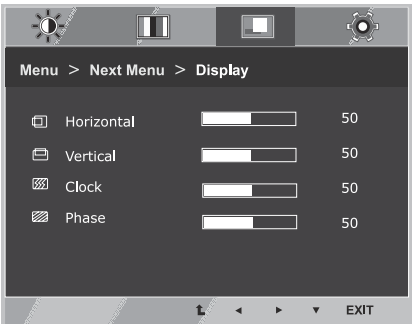 Menu > Next Menu > Display
Horizontal 50
Vertical 50
Clock 50
Phase 50
EXIT